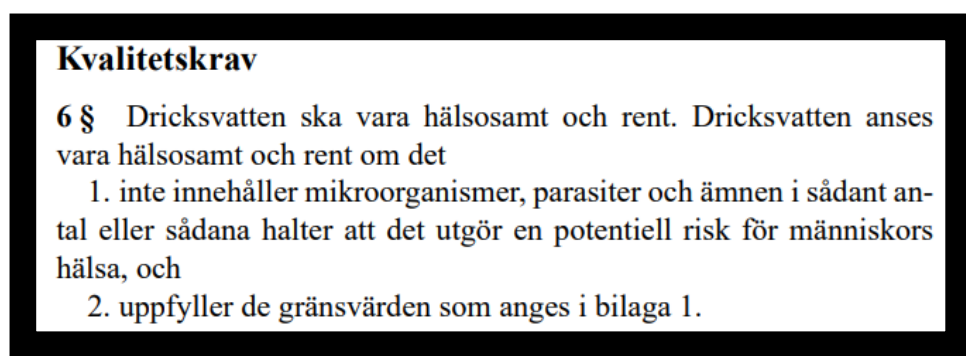 Kvalitetskrav
6 § Dricksvatten ska vara hälsosamt och rent. Dricksvatten anses
vara hälsosamt och rent om det
1. inte innehåller mikroorganismer, parasiter och ämnen i sådant an-
tal eller sådana halter att det utgör en potentiell risk för människors
hälsa, och
2. uppfyller de gränsvärden som anges i bilaga 1.